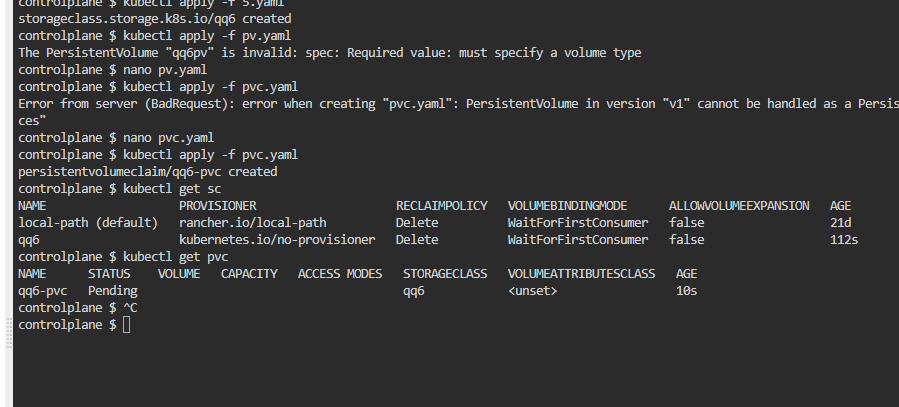 controlplane $ kubectl apply -f 5.yaml
storageclass.storage.k8s.io/qq6 created
controlplane $ kubectl apply -f pv.yaml
The PersistentVolume "qq6pv" is invalid: spec: Required value: must specify a volume type
controlplane $ nano pv.yaml
controlplane $ kubectl apply -f pvc.yaml
Error from server (BadRequest): error when creating "pvc.yaml": PersistentVolume in version "v1" cannot be handled as a Persis
ces"
controlplane $ nano pvc.yaml
controlplane $ kubectl apply -f pvc.yaml
persistentvolumeclaim/qq6-pvc created
controlplane $ kubectl get sc
NAME PROVISIONER RECLAIMPOLICY VOLUMEBINDINGMODE ALLOWVOLUMEEXPANSION AGE
local-path (default) rancher.io/local-path Delete WaitForFirstConsumer false 21d
qq6 kubernetes.io/no-provisioner Delete WaitForFirstConsumer false 112s
controlplane $ kubectl get pvc
NAME STATUS VOLUME CAPACITY ACCESS MODES STORAGECLASS VOLUMEATTRIBUTESCLASS AGE
qq6-pvc Pending qq6 <unset> 10s
controlplane $ ^C
controlplane $